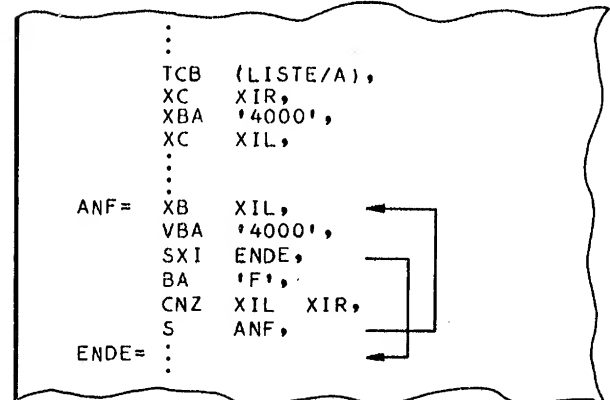 TCB (LISTE/A),
XC XIR,
XBA '4000',
XC XIL,
ANF= XB XIL,
VBA '4000',
SXI ENDE,
BA 'F',
CNZ XIL XIR,
S ANF,
ENDE=